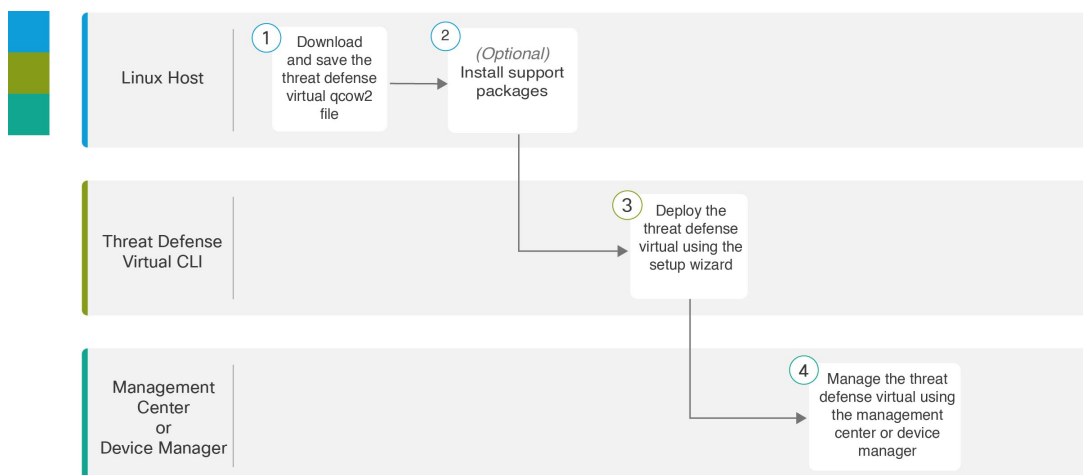 Linux Host
1
Download
and save the
threat defense
virtual qcow2
file
2
(Optional)
Install support
packages
Threat Defense
Virtual CLI
3
Deploy the
threat defense
virtual using the
setup wizard
Management
Center
or
Device Manager
4
Manage the threat
defense virtual using
the management
center or device
manager